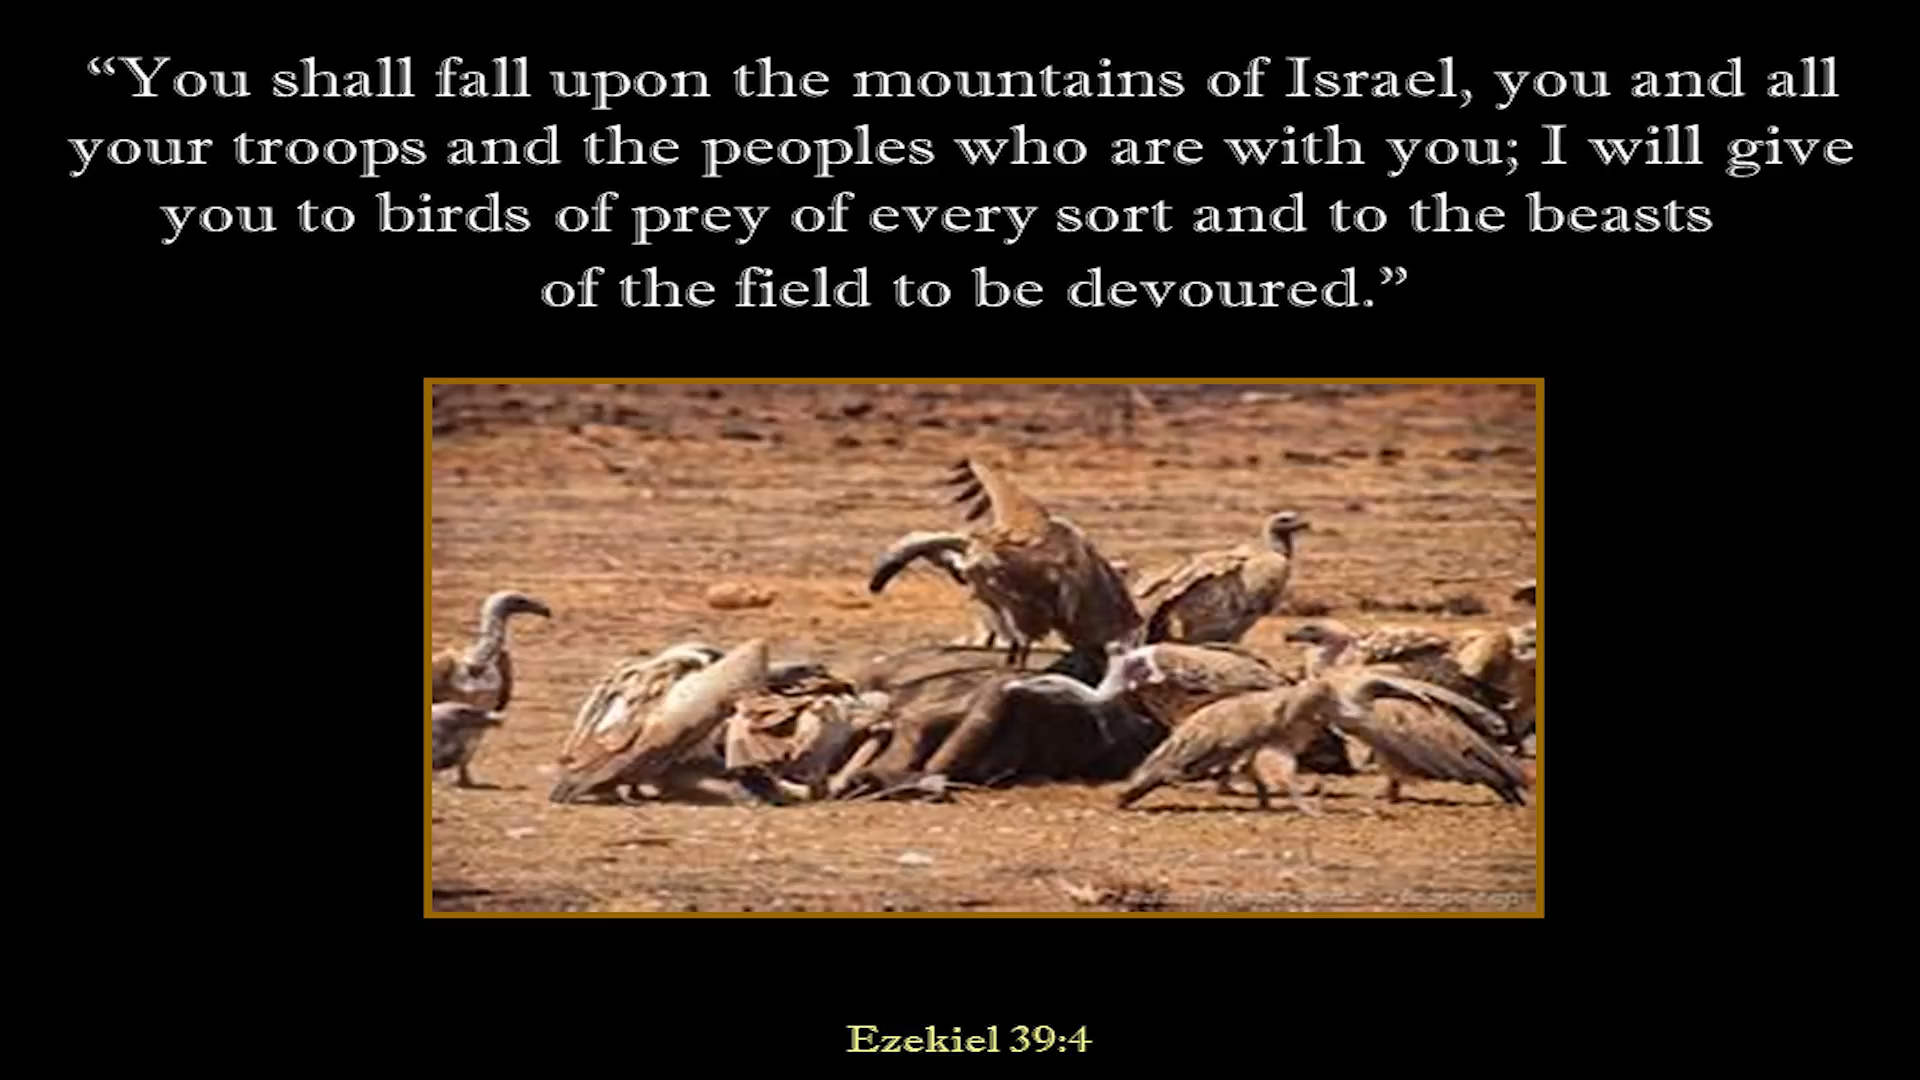 “You shall fall upon the mountains of Israel, you and all
your troops and the peoples who are with you; I will give
you to birds of prey of every sort and to the beasts
of the field to be devoured.”
Ezekiel 39:4